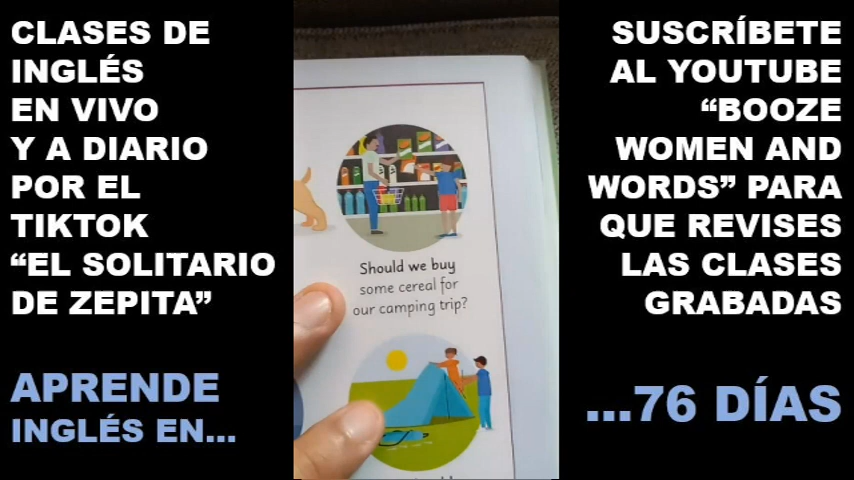 CLASES DE
INGLÉS
EN VIVO
Y A DIARIO
POR EL
TIKTOK
“EL SOLITARIO
DE ZEPITA”
APRENDE
INGLÉS EN...
Should we buy
some cereal for
our camping trip?
SUSCRÍBETE
AL YOUTUBE
“BOOZE
WOMEN AND
WORDS” PARA
QUE REVISES
LAS CLASES
GRABADAS
...76 DÍAS